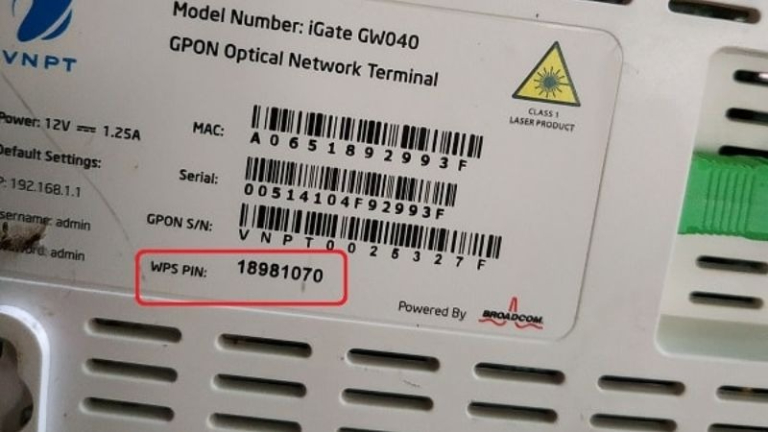 VNPT
Model Number: iGate GW040
GPON Optical Network Terminal
CLASS 1
LASER PRODUCT
Power: 12V 1.25A
MAC: A0651892993F
Default Settings:
Serial: 00514104F92993F
P: 192.168.1.1
GPON S/N: VNPT0025327F
sername: admin
admin
WPS PIN: 18981070
Powered By BROADCOM